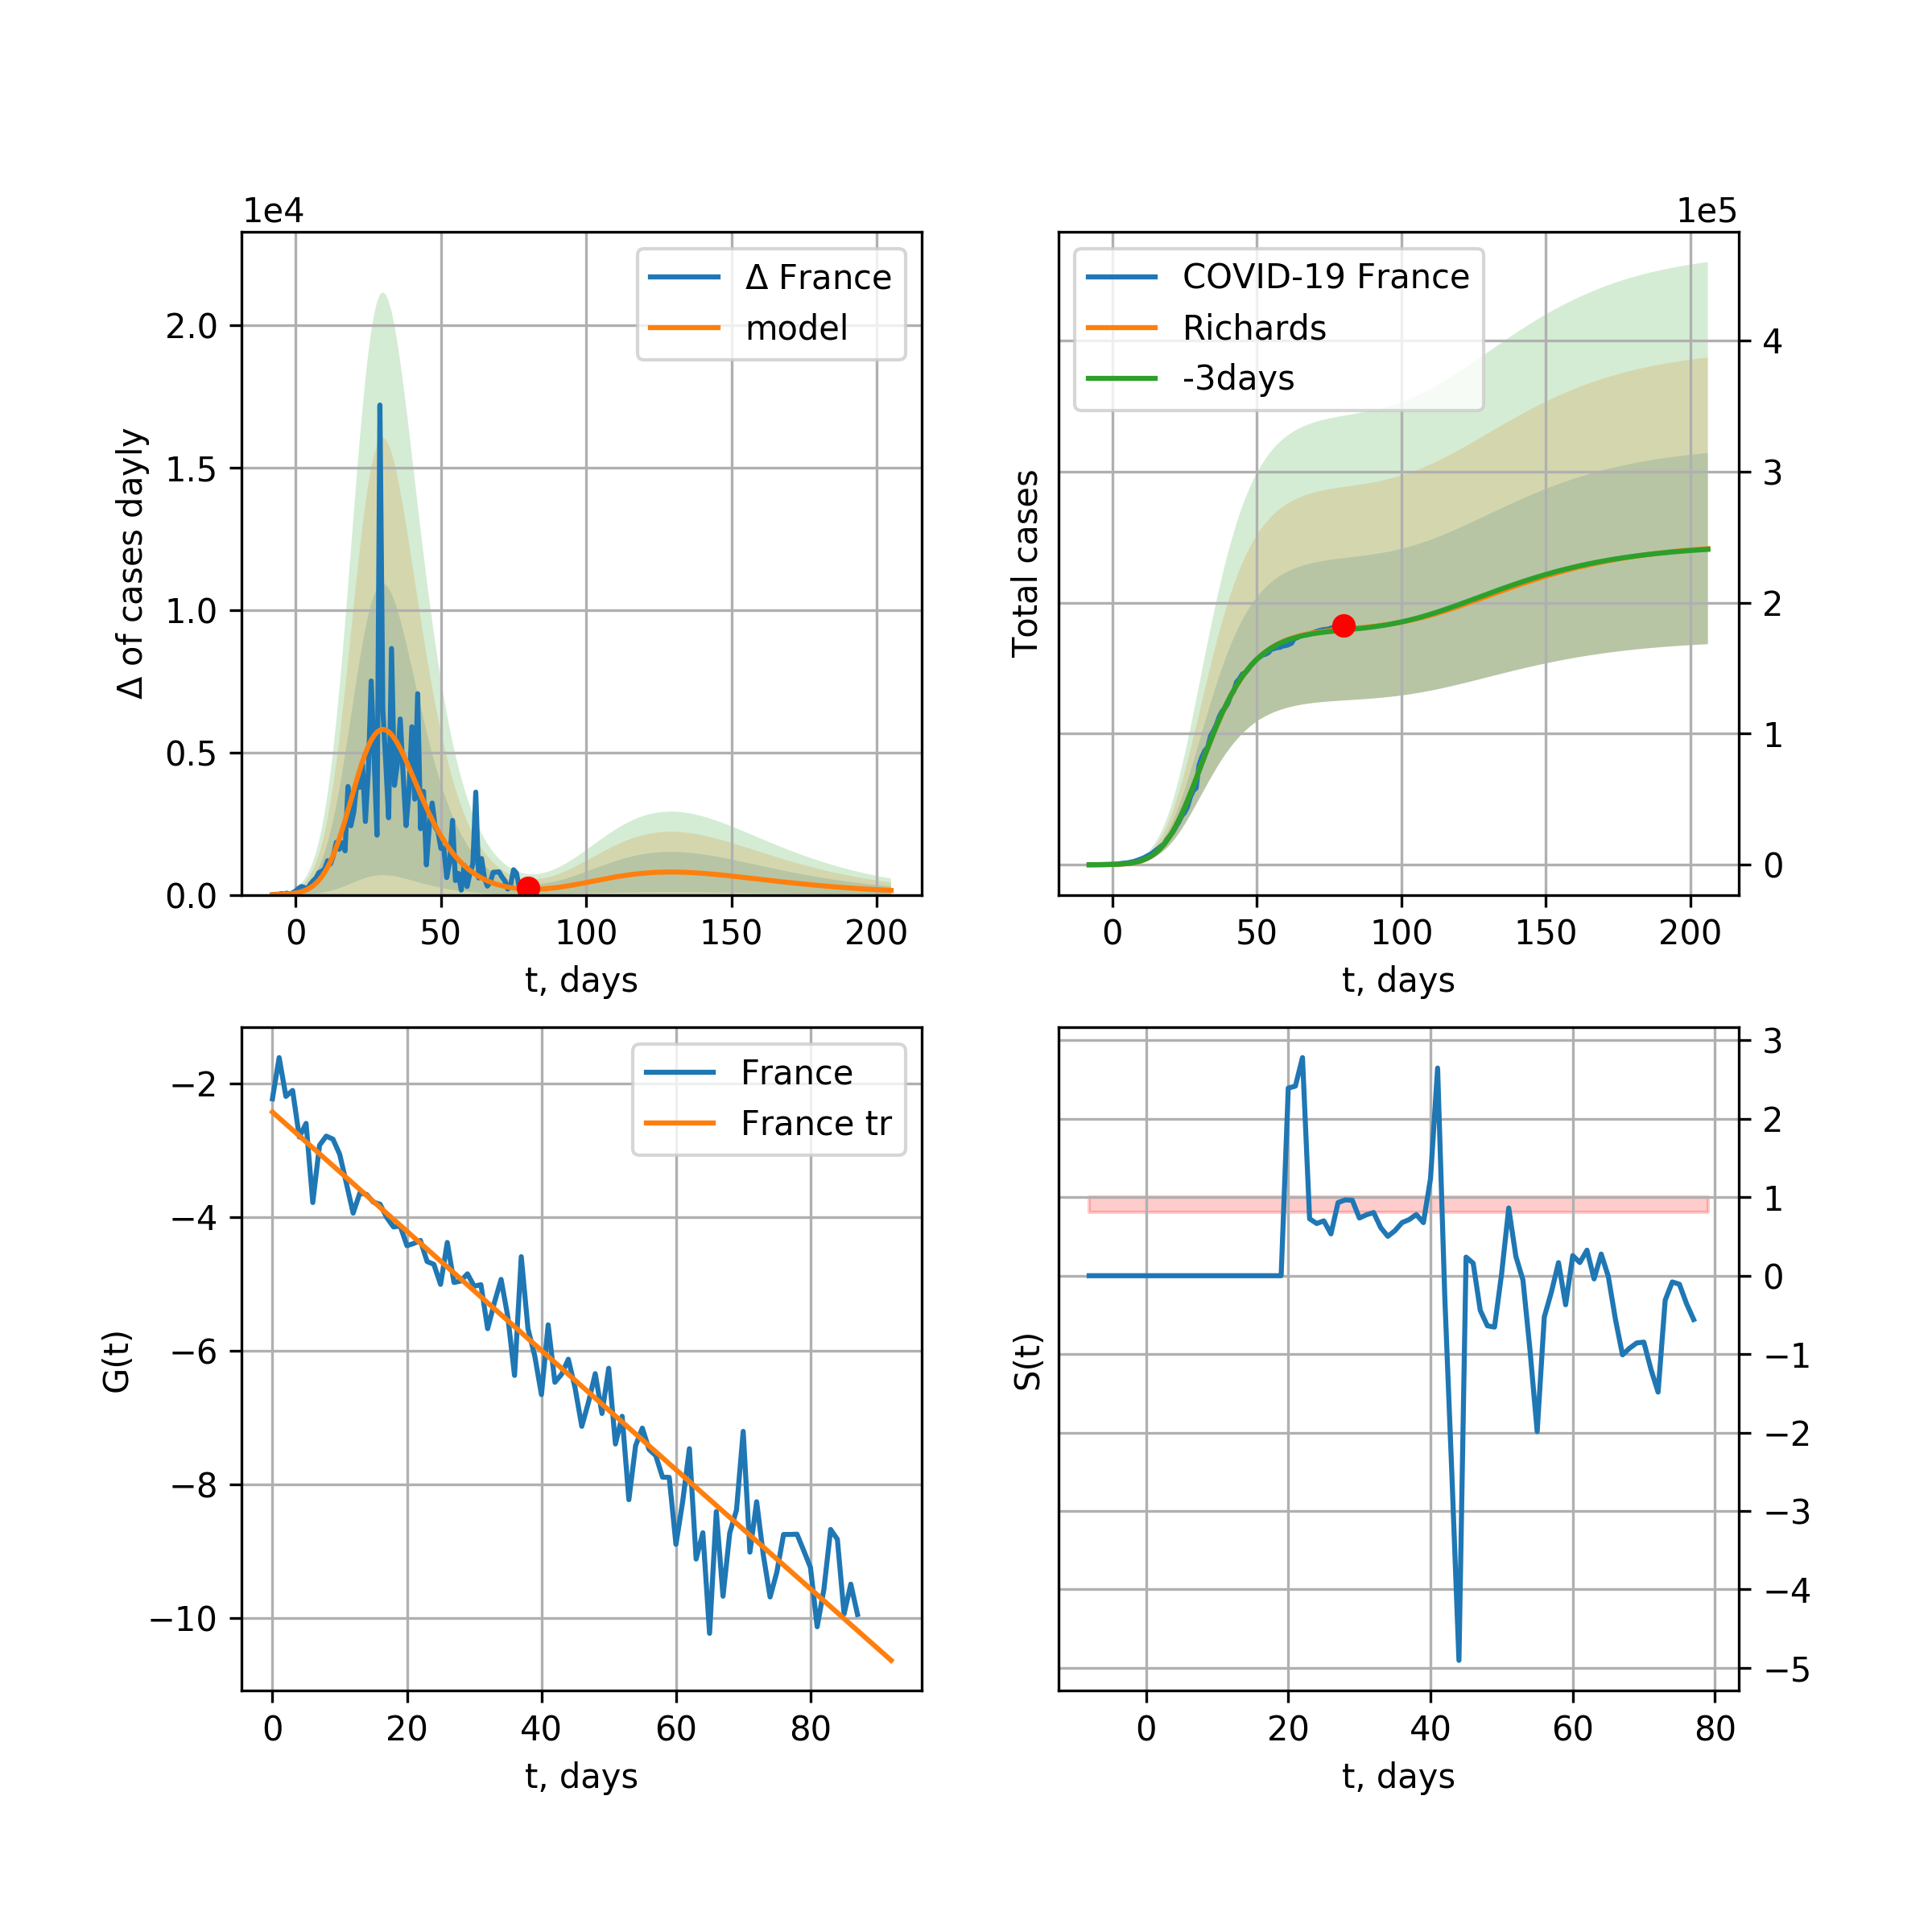 1e4
Δ France
model
2.0
1.5
1.0
0.5
0.0
Δ of cases dayly
0 50 100 150 200
t, days
1e5
COVID-19 France
Richards
-3days
4
3
2
1
0
Total cases
0 50 100 150 200
t, days
France
France tr
−2
−4
−6
−8
−10
G(t)
0 20 40 60 80
t, days
3
2
1
0
−1
−2
−3
−4
−5
S(t)
0 20 40 60 80
t, days